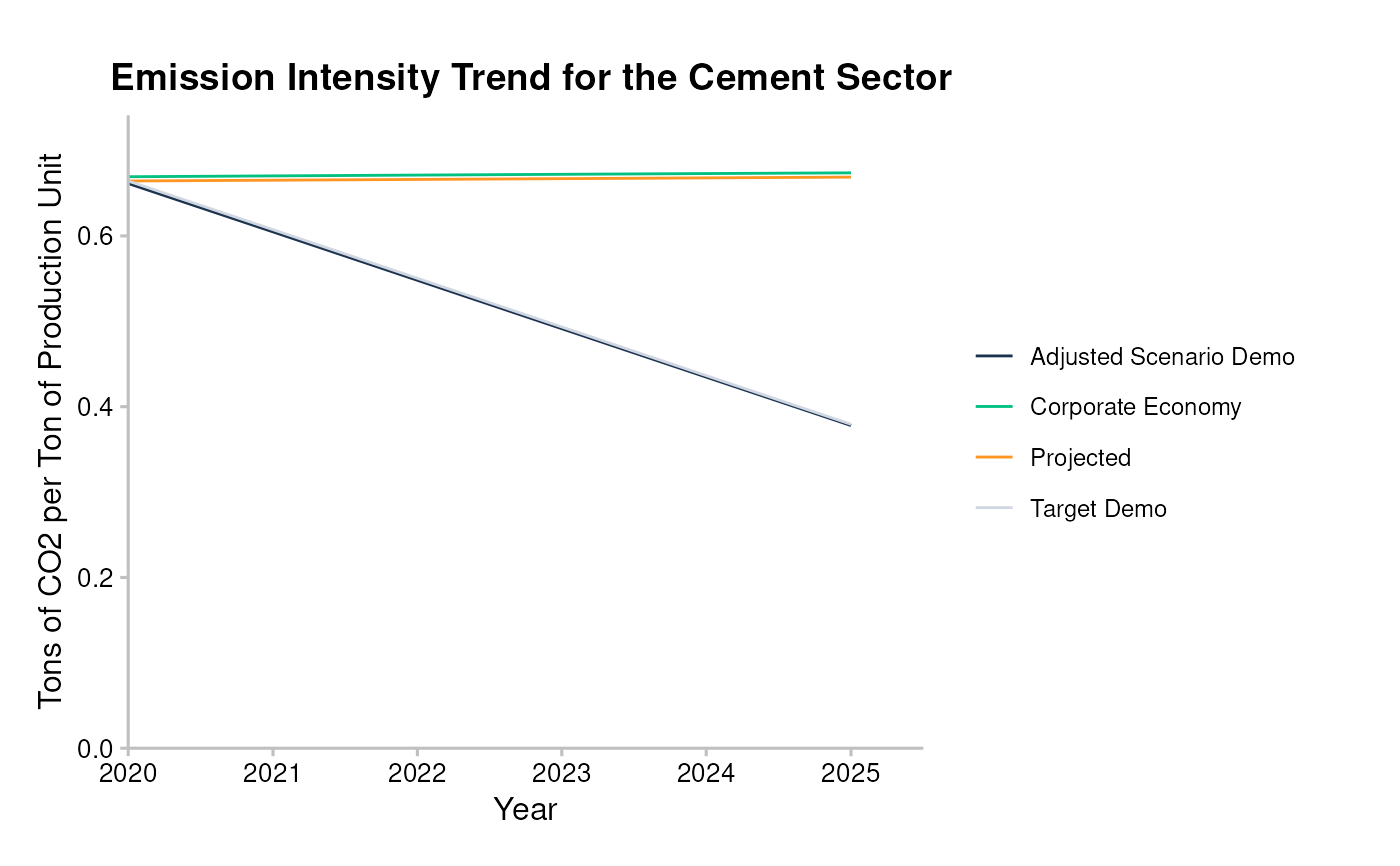 Emission Intensity Trend for the Cement Sector
Tons of CO2 per Ton of Production Unit
0.6
0.4
0.2
0.0
2020 2021 2022 2023 2024 2025
Year
Adjusted Scenario Demo
Corporate Economy
Projected
Target Demo